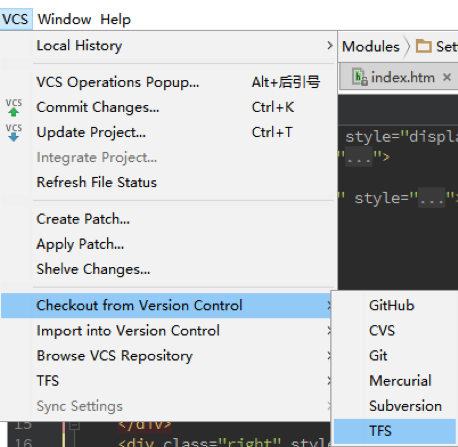 VCS Window Help
Local History
Modules
Set
VCS Operations Popup... Alt+后引号
index.htm
VCS Commit Changes... Ctrl+K
VCS Update Project... Ctrl+T
style="displa
Integrate Project...
"...">
Refresh File Status
" style="..."
Create Patch...
Apply Patch...
Shelve Changes...
Checkout from Version Control
GitHub
Import into Version Control
CVS
Browse VCS Repository
Git
TFS
Mercurial
Sync Settings
Subversion
15 </div>
TFS
16 <div class="right" style